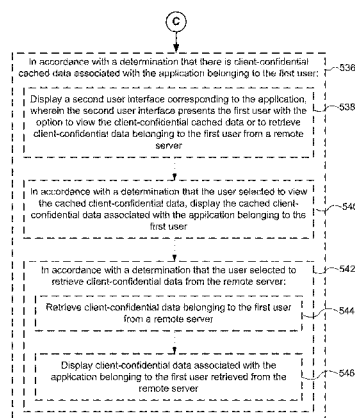 C
In accordance with a determination that there is client-confidential
cached data associated with the application belonging to the first user:
536
Display a second user interface corresponding to the application,
wherein the second user interface presents the first user with the
option to view the client-confidential cached data or to retrieve
client-confidential data belonging to the first user from a remote
server
538
In accordance with a determination that the user selected to view
the cached client-confidential data, display the cached client-
confidential data associated with the application belonging to the
first user
540
In accordance with a determination that the user selected to
retrieve client-confidential data from the remote server:
542
Retrieve client-confidential data belonging to the first user
from a remote server
544
Display client-confidential data associated with the
application belonging to the first user retrieved from the
remote server
546